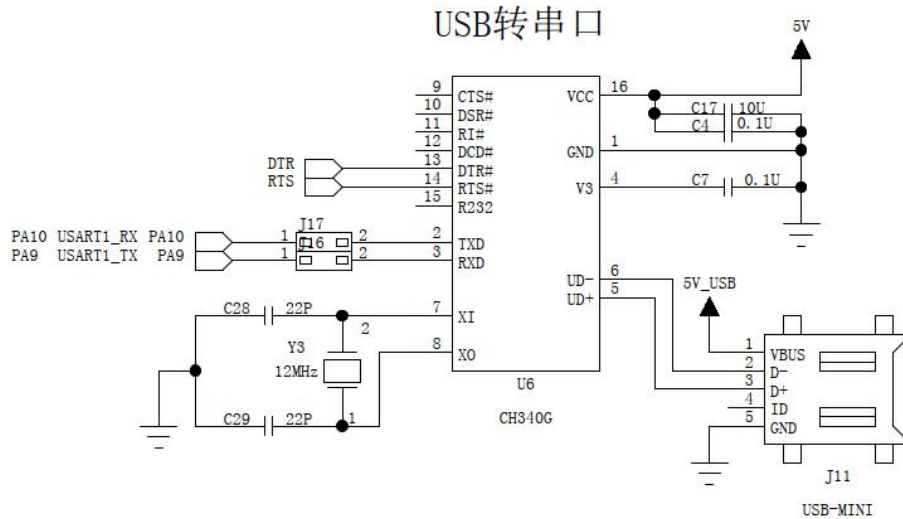 USB转串口
5V
9 CTS# VCC 16
10 DSR# C17 10U
11 RI# C4 0.1U
12 DCD# GND 1
DTR 13 DTR#
RTS 14 RTS# V3 4 C7 0.1U
15 R232
J17
PA10 USART1_RX PA10 1 2 2 TXD
J16
PA9 USART1_TX PA9 1 2 3 RXD
UD- 6
UD+ 5
5V_USB
C28 22P 7 XI
2
Y3 8 XO
12MHz
1 VBUS
2 D-
3 D+
4 ID
5 GND
U6
C29 22P 1
CH340G
J11
USB-MINI